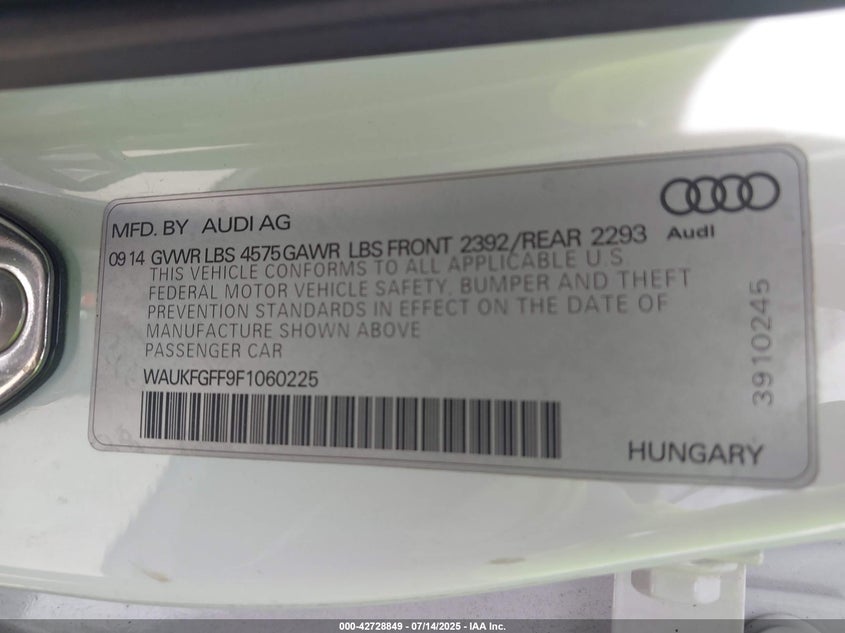 MFD. BY AUDI AG
Audi
09 14 GVWR LBS 4575 GAWR LBS FRONT 2392/REAR 2293
THIS VEHICLE CONFORMS TO ALL APPLICABLE U.S
FEDERAL MOTOR VEHICLE SAFETY, BUMPER AND THEFT
PREVENTION STANDARDS IN EFFECT ON THE DATE OF
MANUFACTURE SHOWN ABOVE
PASSENGER CAR
WAUKFGFF9F1060225
HUNGARY
3910245
000-42728849 - 07/14/2025 - IAA Inc.